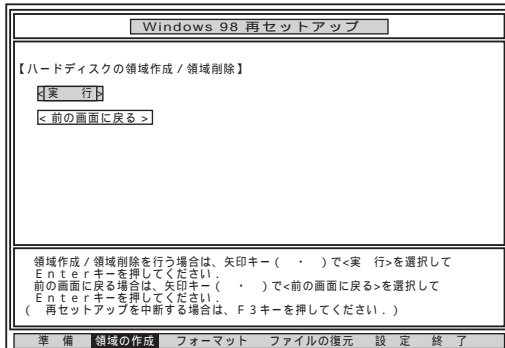 Windows 98 再セットアップ
【ハードディスクの領域作成／領域削除】
<実　　行>
<前の画面に戻る>
領域作成／領域削除を行う場合は、矢印キー（　・　）で<実　行>を選択して
Ｅｎｔｅｒキーを押してください．
前の画面に戻る場合は、矢印キー（　・　）で<前の画面に戻る>を選択して
Ｅｎｔｅｒキーを押してください．
（　再セットアップを中断する場合は、Ｆ３キーを押してください．）
準　備　領域の作成　フォーマット　ファイルの復元　設　定　終　了